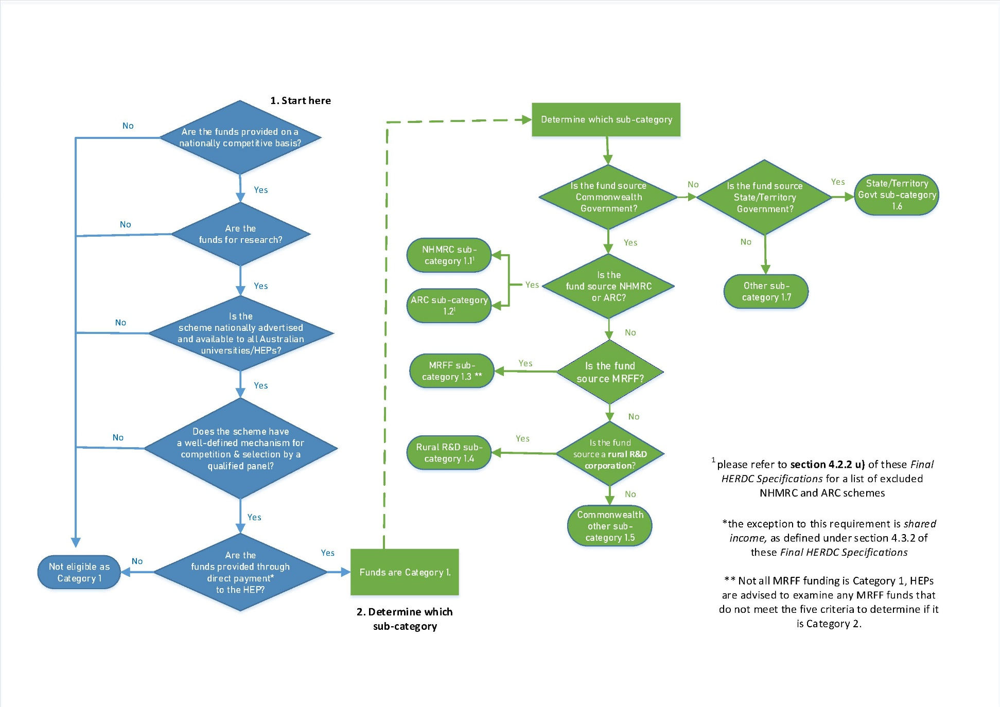 1. Start here
Are the funds provided on a
nationally competitive basis?
No
Yes
Are the
funds for research?
No
Yes
Is the
scheme nationally advertised
and available to all Australian
universities/HEPs?
No
Yes
Does the scheme have
a well-defined mechanism for
competition & selection by a
qualified panel?
No
Yes
Are the
funds provided through
direct payment*
to the HEP?
No
Not eligible as
Category 1
Yes
Funds are Category 1.
2. Determine which
sub-category
Determine which sub-category
Is the fund source
Commonwealth
Government?
No
Is the fund source
State/Territory
Government?
Yes
State/Territory
Govt sub-category
1.6
No
Other sub-
category 1.7
Yes
Is the
fund source NHMRC
or ARC?
Yes
NHMRC sub-
category 1.1¹
ARC sub-category
1.2¹
No
Is the fund
source MRFF?
Yes
MRFF sub-
category 1.3 **
No
Is the fund
source a rural R&D
corporation?
Yes
Rural R&D sub-
category 1.4
No
Commonwealth
other sub-
category 1.5
¹ please refer to section 4.2.2 u) of these Final
HERDC Specifications for a list of excluded
NHMRC and ARC schemes
*the exception to this requirement is shared
income, as defined under section 4.3.2 of
these Final HERDC Specifications
** Not all MRFF funding is Category 1, HEPs
are advised to examine any MRFF funds that
do not meet the five criteria to determine if it
is Category 2.